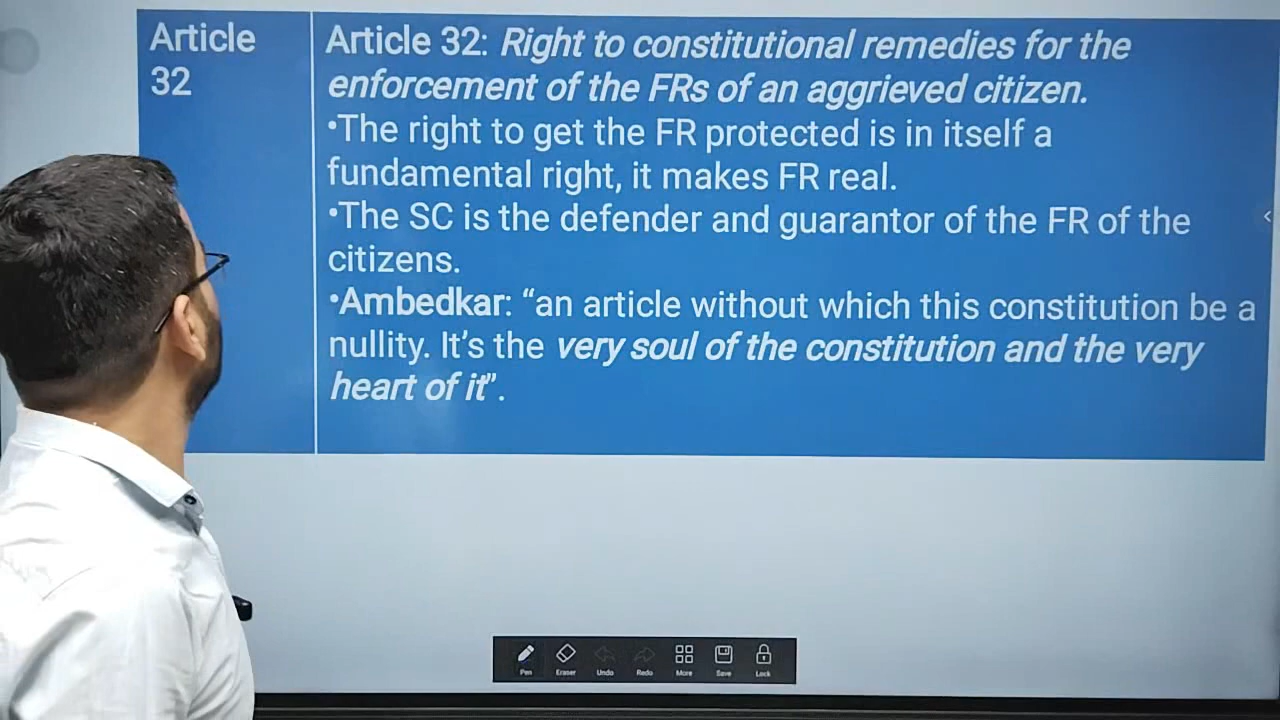 Article
32
Article 32: Right to constitutional remedies for the
enforcement of the FRs of an aggrieved citizen.
•The right to get the FR protected is in itself a
fundamental right, it makes FR real.
•The SC is the defender and guarantor of the FR of the
citizens.
•Ambedkar: “an article without which this constitution be a
nullity. It’s the very soul of the constitution and the very
heart of it”.
Pen Eraser Undo Redo More Save Lock